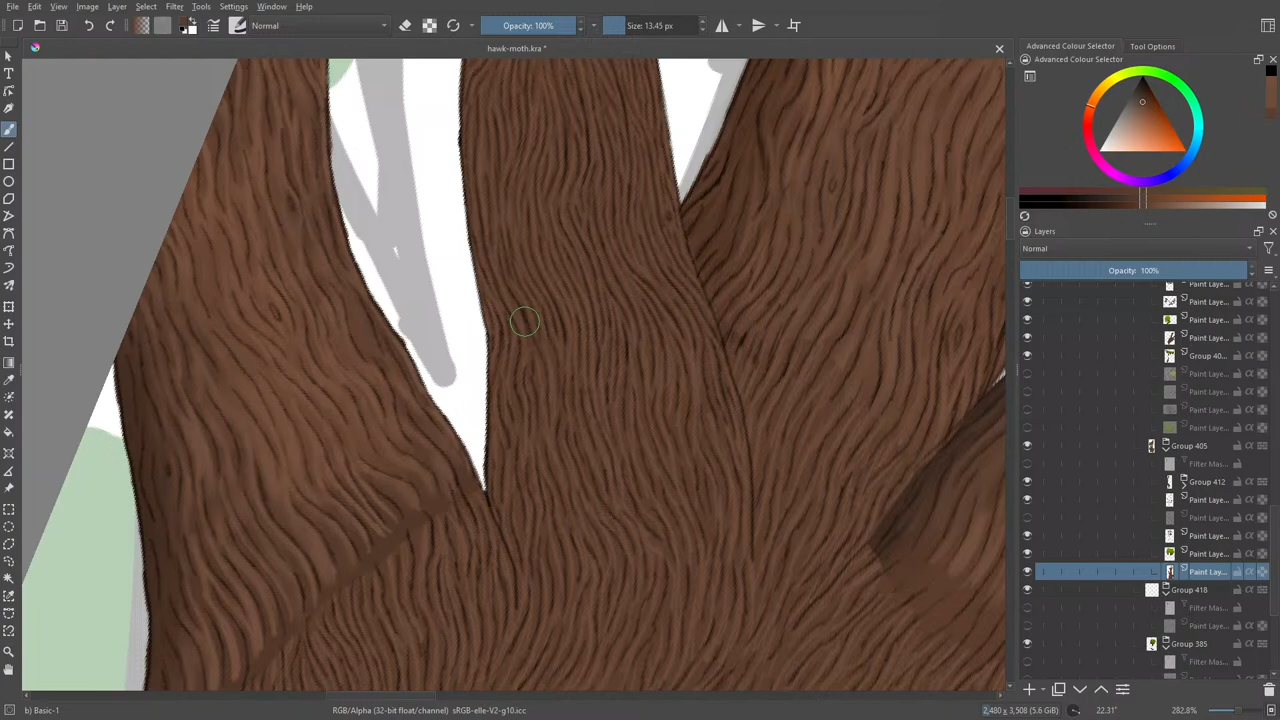 File Edit View Image Layer Select Filter Tools Settings Window Help
Normal
Opacity: 100%
Size: 13.45 px
hawk-moth.kra *
Advanced Colour Selector Tool Options
Advanced Colour Selector
Layers
Normal
Opacity: 100%
Paint Laye...
Paint Laye...
Paint Laye...
Paint Laye...
Group 40...
Paint Laye...
Paint Laye...
Paint Laye...
Paint Laye...
Group 405
Filter Mas...
Group 412
Paint Laye...
Paint Laye...
Paint Laye...
Paint Laye...
Paint Lay...
Group 418
Filter Mas...
Paint Laye...
Group 385
Filter Mas...
b) Basic-1
RGB/Alpha (32-bit float/channel) sRGB-elle-V2-g10.icc
2,480 x 3,508 (5.6 GiB)
22.31°
282.8%